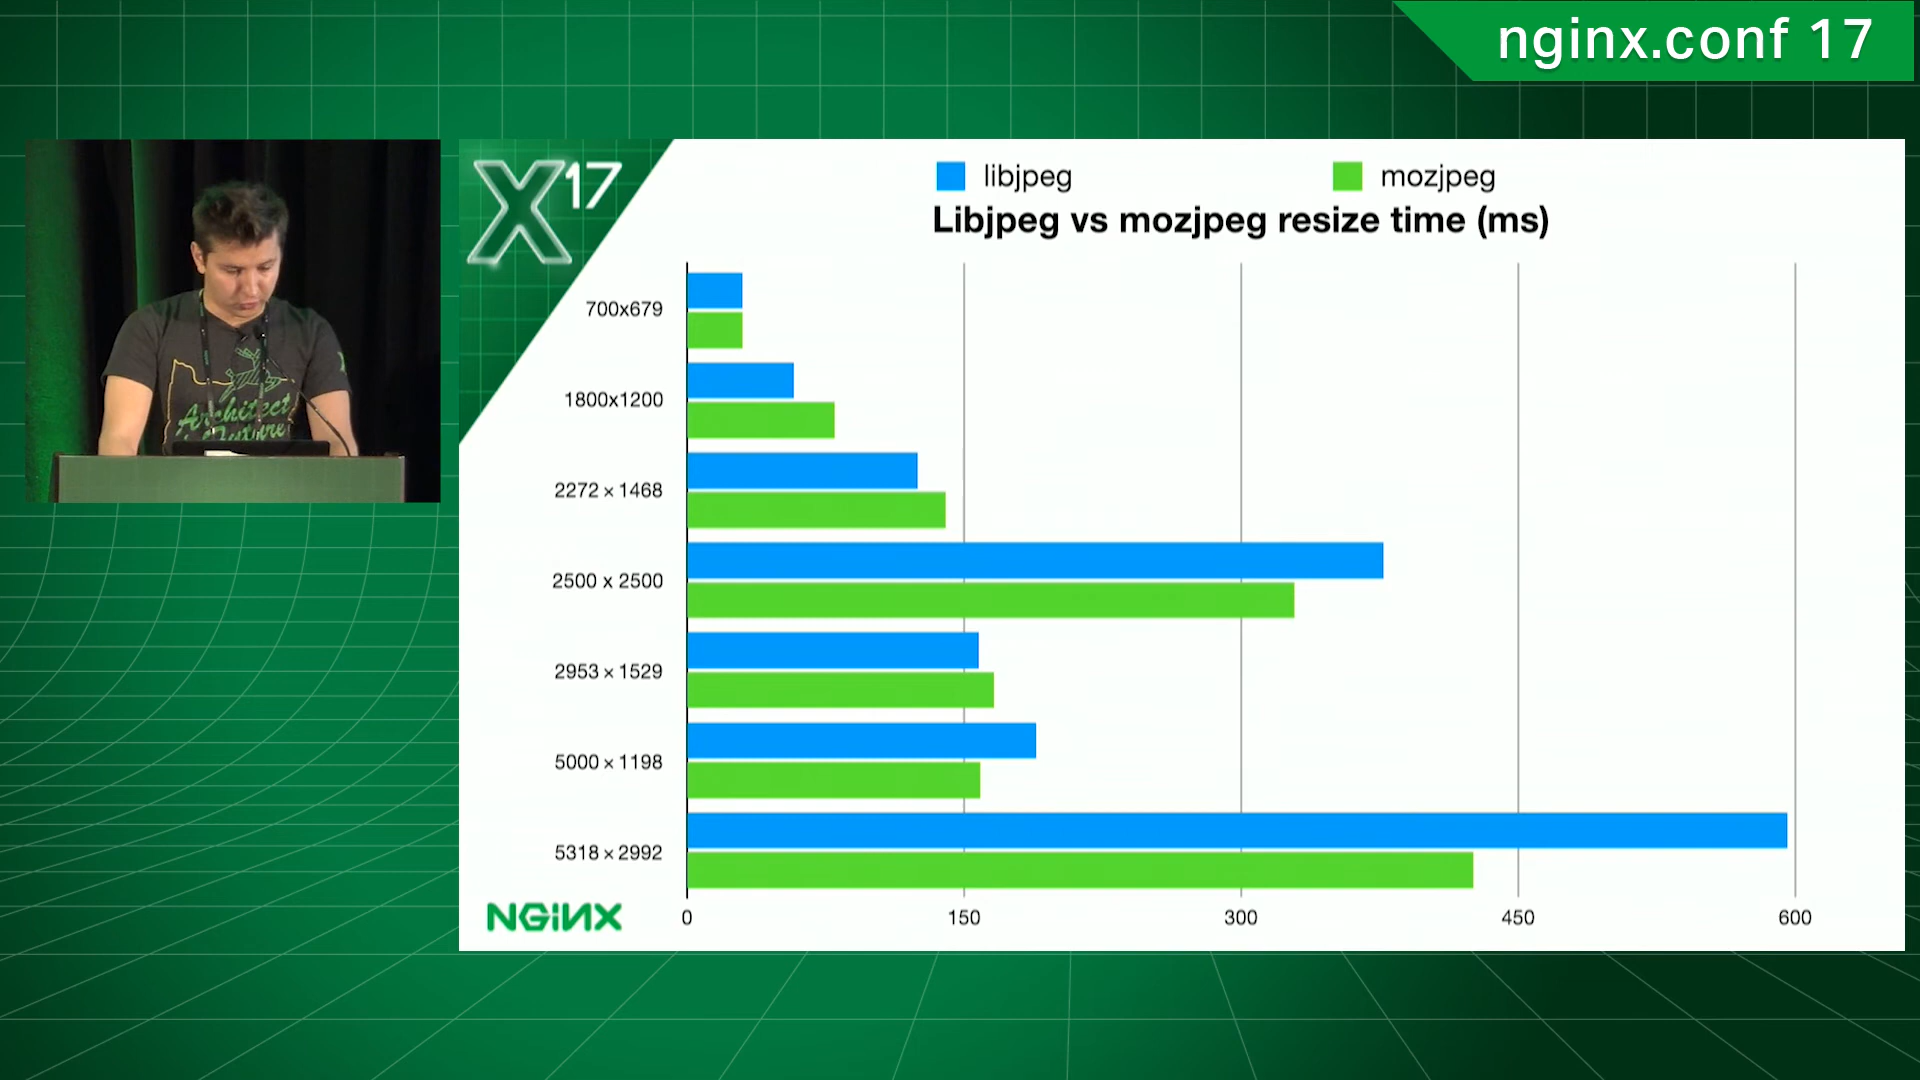 nginx.conf 17
X17
libjpeg
mozjpeg
Libjpeg vs mozjpeg resize time (ms)
700x679
1800x1200
2272 × 1468
2500 x 2500
2953 × 1529
5000 × 1198
5318 × 2992
0
150
300
450
600
NGiNX
Architect